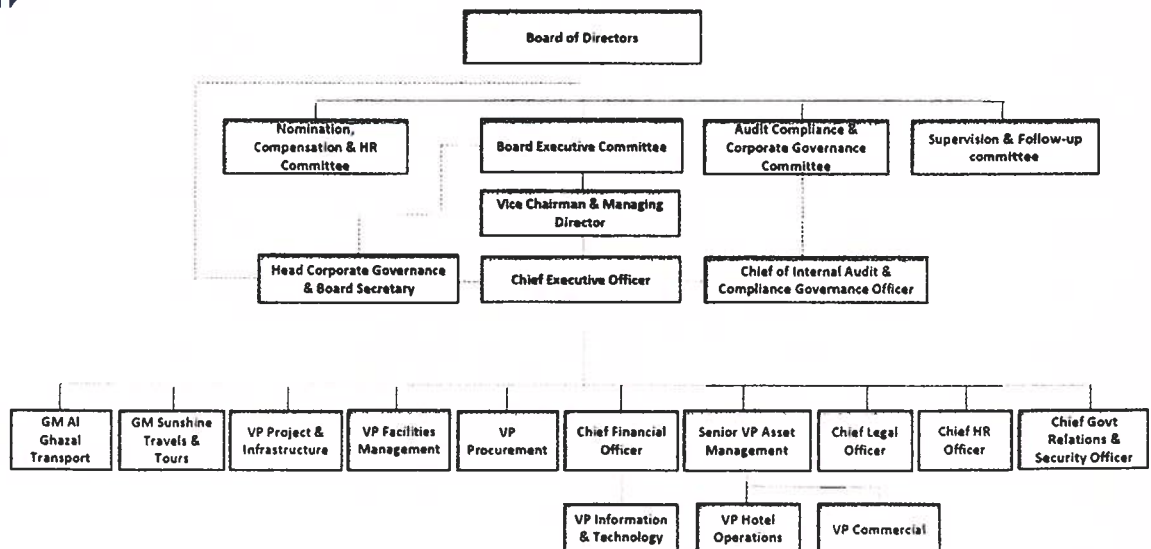 Board of Directors
Nomination,
Compensation & HR
Committee
Board Executive Committee
Audit Compliance &
Corporate Governance
Committee
Supervision & Follow-up
committee
Vice Chairman & Managing
Director
Head Corporate Governance
& Board Secretary
Chief Executive Officer
Chief of Internal Audit &
Compliance Governance Officer
GM Al
Ghazal
Transport
GM Sunshine
Travels &
Tours
VP Project &
Infrastructure
VP Facilities
Management
VP
Procurement
Chief Financial
Officer
Senior VP Asset
Management
Chief Legal
Officer
Chief HR
Officer
Chief Govt
Relations &
Security Officer
VP Information
& Technology
VP Hotel
Operations
VP Commercial